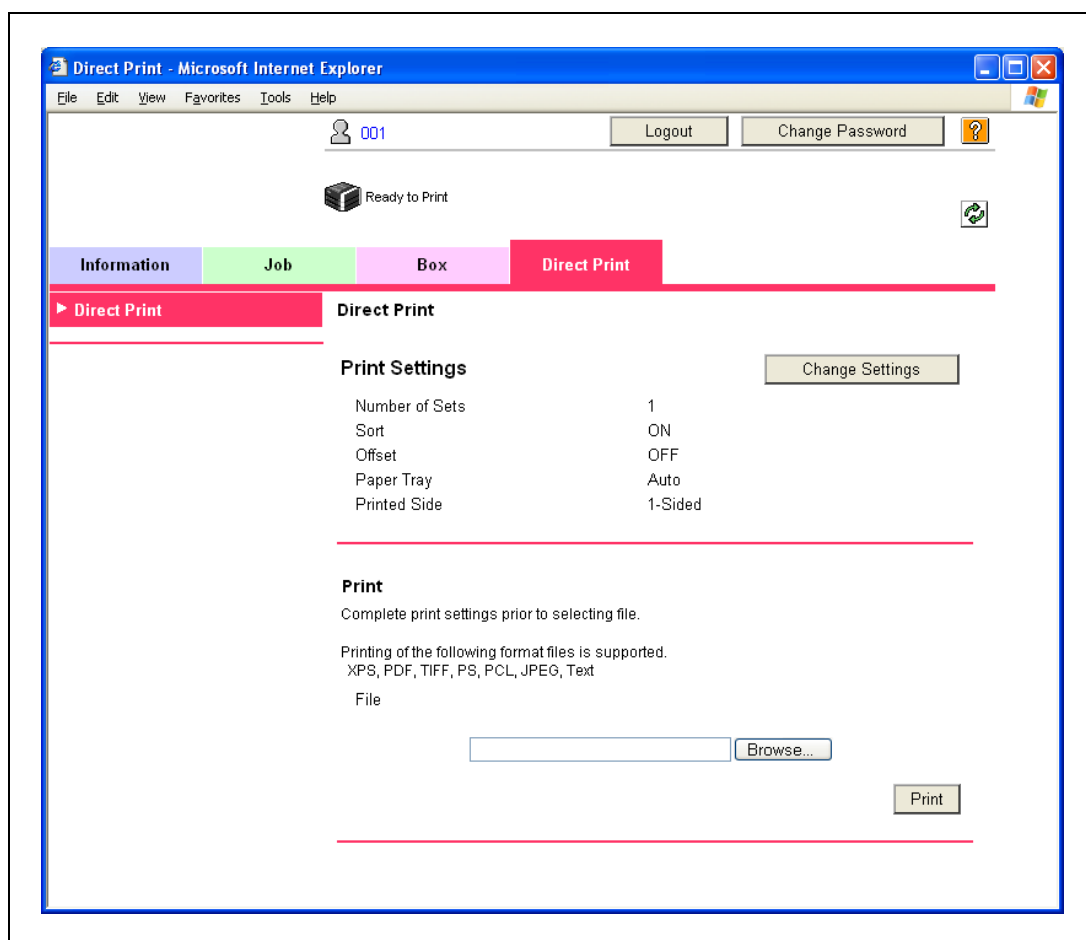 Direct Print - Microsoft Internet Explorer
File Edit View Favorites Tools Help
001 Logout Change Password ?
Ready to Print
Information Job Box Direct Print
Direct Print
Direct Print
Print Settings Change Settings
Number of Sets 1
Sort ON
Offset OFF
Paper Tray Auto
Printed Side 1-Sided
Print
Complete print settings prior to selecting file.
Printing of the following format files is supported.
XPS, PDF, TIFF, PS, PCL, JPEG, Text
File
Browse...
Print